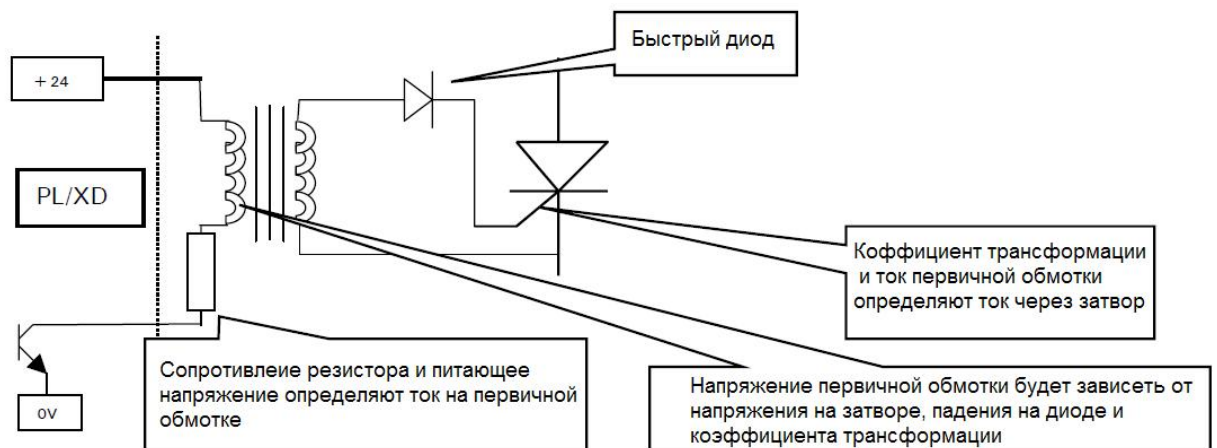 Быстрый диод
+ 24
PL/XD
Коффициент трансформации
и ток первичной обмотки
определяют ток через затвор
Сопротивлеие резистора и питающее
напряжение определяют ток на первичной
обмотке
Напряжение первичной обмотки будет зависеть от
напряжения на затворе, падения на диоде и
коэффициента трансформации
0V